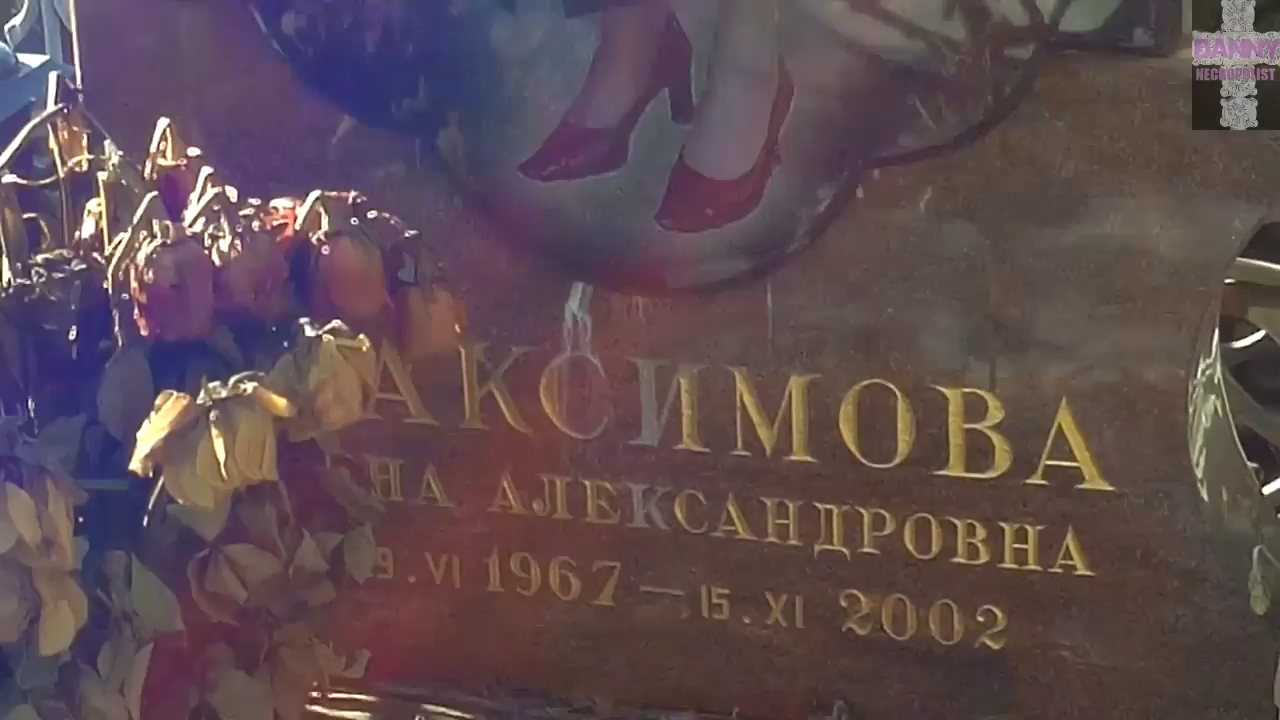 DANNY
NECROPOLIST
АКСИМОВА
НА АЛЕКСАНДРОВНА
9.VI 1967 — 15.XI 2002